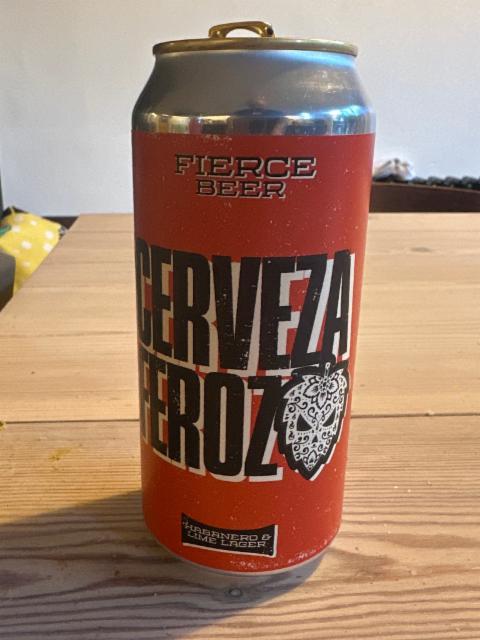 FIERCE
BEER
CERVEZA
FEROZ
HABANERO &
LIME LAGER